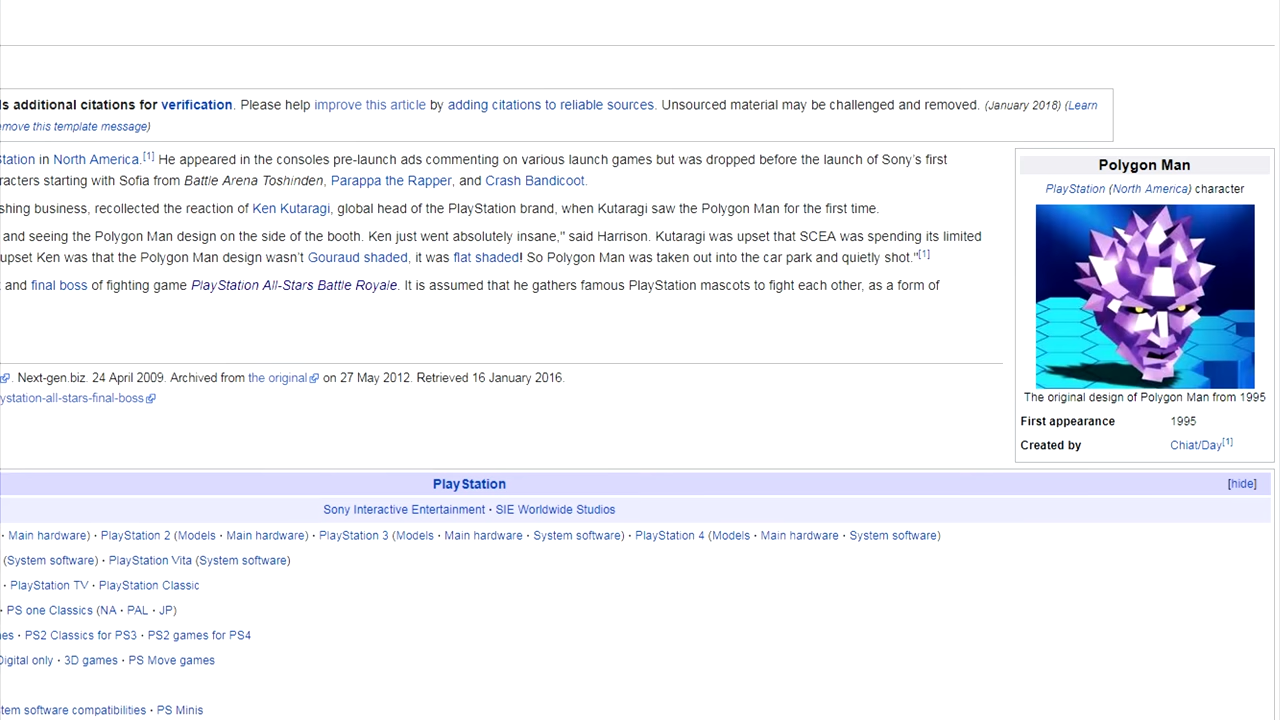 additional citations for verification. Please help improve this article by adding citations to reliable sources. Unsourced material may be challenged and removed. (January 2018) (Learn
this template message)
in North America.[1] He appeared in the consoles pre-launch ads commenting on various launch games but was dropped before the launch of Sony's first
starting with Sofia from Battle Arena Toshinden, Parappa the Rapper, and Crash Bandicoot.
business, recollected the reaction of Ken Kutaragi, global head of the PlayStation brand, when Kutaragi saw the Polygon Man for the first time.
and seeing the Polygon Man design on the side of the booth. Ken just went absolutely insane," said Harrison. Kutaragi was upset that SCEA was spending its limited
upset Ken was that the Polygon Man design wasn't Gouraud shaded, it was flat shaded! So Polygon Man was taken out into the car park and quietly shot."[1]
and final boss of fighting game PlayStation All-Stars Battle Royale. It is assumed that he gathers famous PlayStation mascots to fight each other, as a form of
Polygon Man
PlayStation (North America) character
The original design of Polygon Man from 1995
First appearance 1995
Created by Chiat/Day[1]
. Next-gen.biz. 24 April 2009. Archived from the original on 27 May 2012. Retrieved 16 January 2016.
ystation-all-stars-final-boss
PlayStation [hide]
Sony Interactive Entertainment · SIE Worldwide Studios
· Main hardware) · PlayStation 2 (Models · Main hardware) · PlayStation 3 (Models · Main hardware · System software) · PlayStation 4 (Models · Main hardware · System software)
(System software) · PlayStation Vita (System software)
· PlayStation TV · PlayStation Classic
· PS one Classics (NA · PAL · JP)
· PS2 Classics for PS3 · PS2 games for PS4
Digital only · 3D games · PS Move games
tem software compatibilities · PS Minis